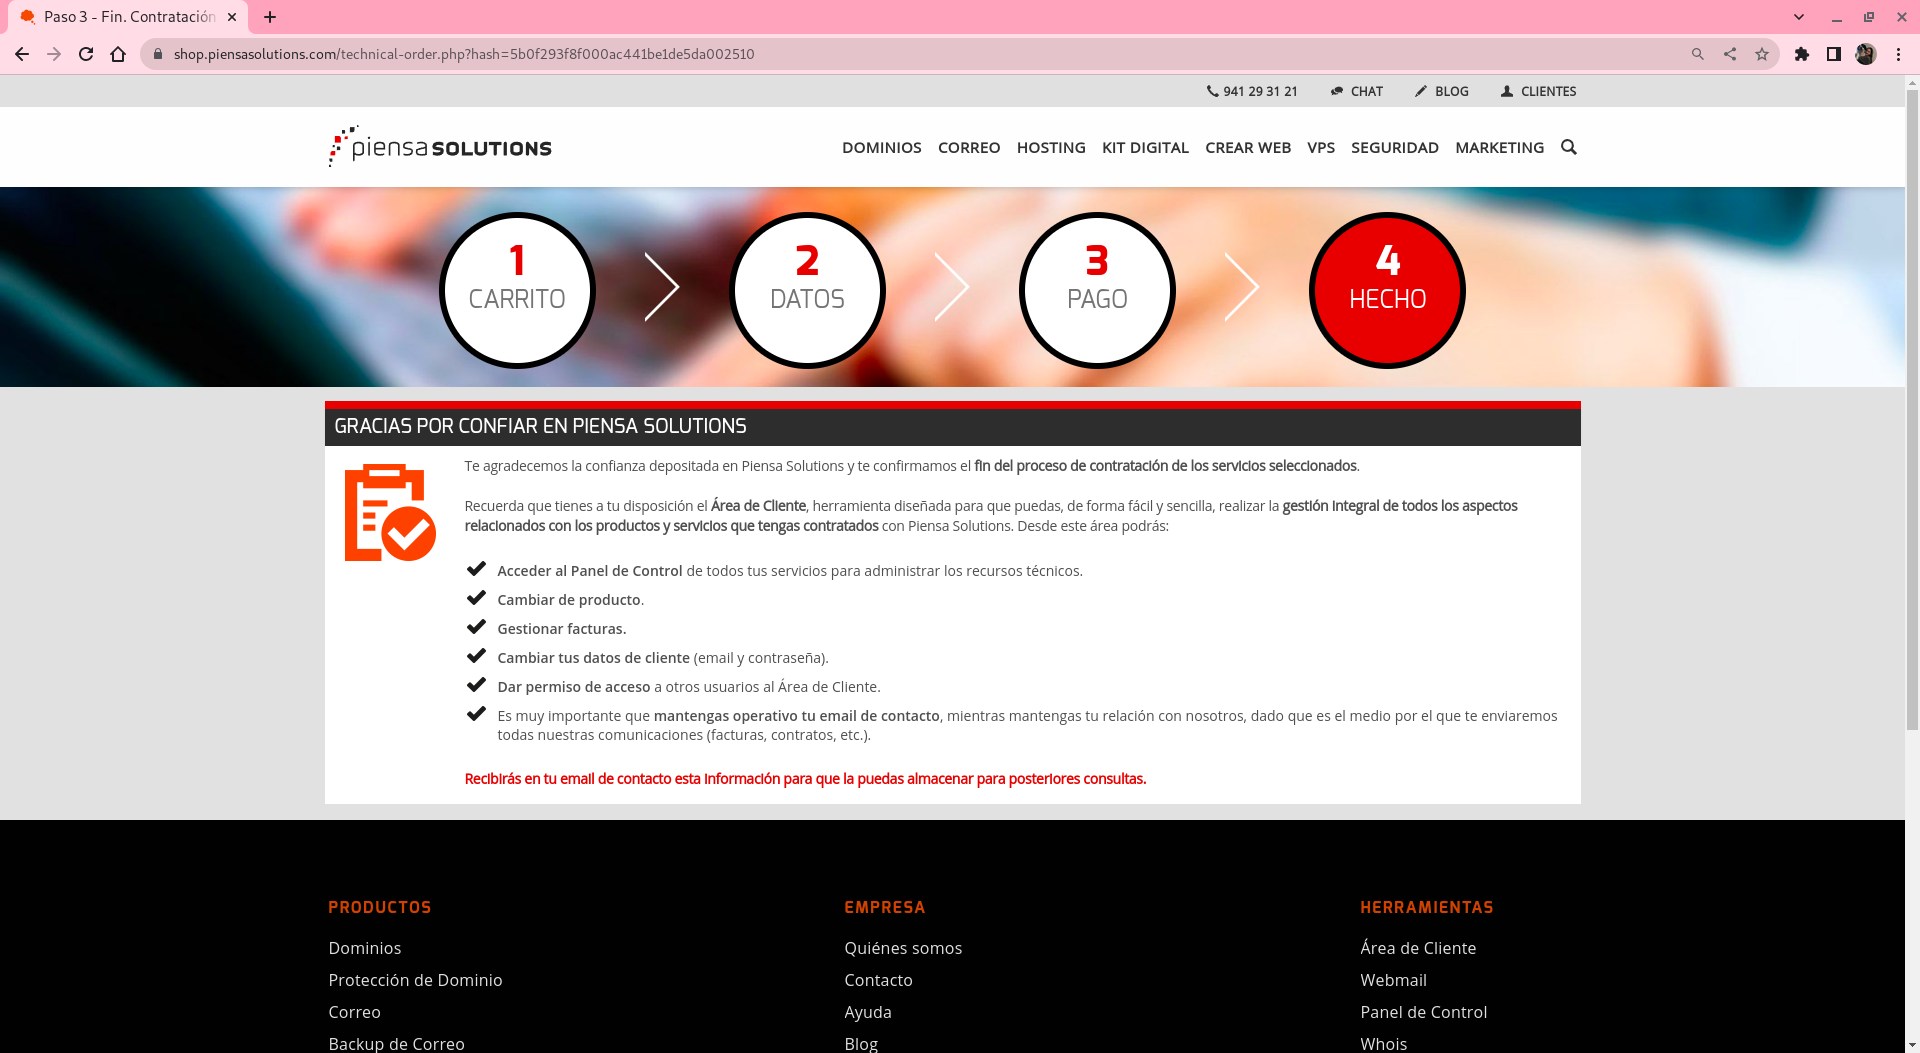 Paso 3 - Fin. Contratación
shop.piensasolutions.com/technical-order.php?hash=5b0f293f8f000ac441be1de5da002510
941 29 31 21 CHAT BLOG CLIENTES
piensa SOLUTIONS
DOMINIOS CORREO HOSTING KIT DIGITAL CREAR WEB VPS SEGURIDAD MARKETING
1 CARRITO
2 DATOS
3 PAGO
4 HECHO
GRACIAS POR CONFIAR EN PIENSA SOLUTIONS
Te agradecemos la confianza depositada en Piensa Solutions y te confirmamos el fin del proceso de contratación de los servicios seleccionados.
Recuerda que tienes a tu disposición el Área de Cliente, herramienta diseñada para que puedas, de forma fácil y sencilla, realizar la gestión integral de todos los aspectos
relacionados con los productos y servicios que tengas contratados con Piensa Solutions. Desde este área podrás:
Acceder al Panel de Control de todos tus servicios para administrar los recursos técnicos.
Cambiar de producto.
Gestionar facturas.
Cambiar tus datos de cliente (email y contraseña).
Dar permiso de acceso a otros usuarios al Área de Cliente.
Es muy importante que mantengas operativo tu email de contacto, mientras mantengas tu relación con nosotros, dado que es el medio por el que te enviaremos
todas nuestras comunicaciones (facturas, contratos, etc.).
Recibirás en tu email de contacto esta información para que la puedas almacenar para posteriores consultas.
PRODUCTOS
Dominios
Protección de Dominio
Correo
Backup de Correo
EMPRESA
Quiénes somos
Contacto
Ayuda
Blog
HERRAMIENTAS
Área de Cliente
Webmail
Panel de Control
Whois